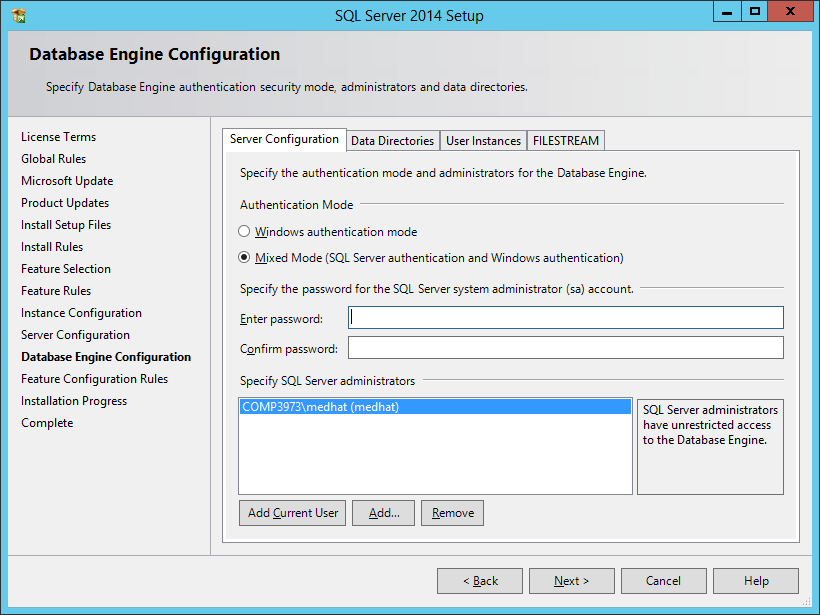 SQL Server 2014 Setup
Database Engine Configuration
Specify Database Engine authentication security mode, administrators and data directories.
License Terms
Global Rules
Microsoft Update
Product Updates
Install Setup Files
Install Rules
Feature Selection
Feature Rules
Instance Configuration
Server Configuration
Database Engine Configuration
Feature Configuration Rules
Installation Progress
Complete
Server Configuration Data Directories User Instances FILESTREAM
Specify the authentication mode and administrators for the Database Engine.
Authentication Mode
Windows authentication mode
Mixed Mode (SQL Server authentication and Windows authentication)
Specify the password for the SQL Server system administrator (sa) account.
Enter password:
Confirm password:
Specify SQL Server administrators
COMP3973\medhat (medhat)
SQL Server administrators
have unrestricted access
to the Database Engine.
Add Current User Add... Remove
< Back Next > Cancel Help